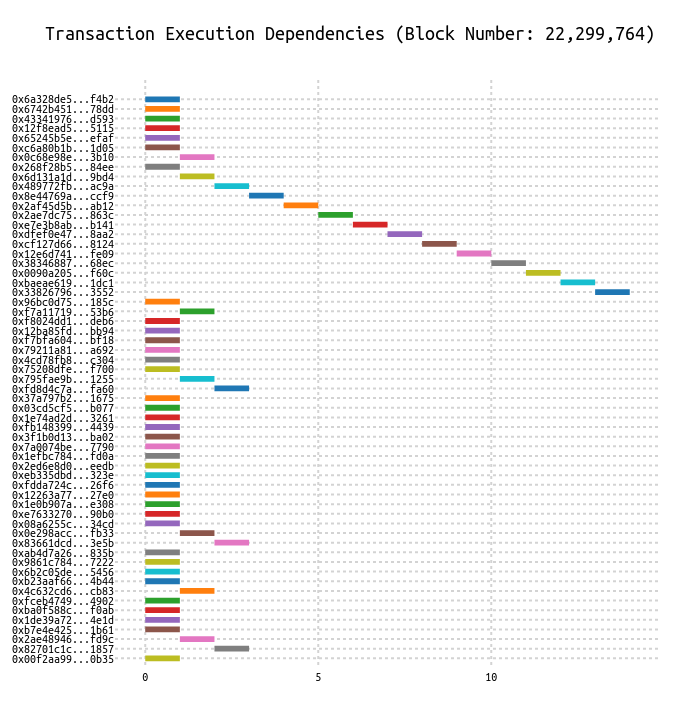 Transaction Execution Dependencies (Block Number: 22,299,764)
0x6a328de5...f4b2
0x6742b451...78dd
0x43341976...d593
0x12f8ead5...5115
0x65245b5e...efaf
0xc6a80b1b...1d05
0x0c68e98e...3b10
0x268f28b5...84ee
0x6d131a1d...9bd4
0x489772fb...ac9a
0x8e44769a...ccf9
0x2af45d5b...ab12
0x2ae7dc75...863c
0xe7e3b8ab...b141
0xdfef0e47...8aa2
0xcf127d66...8124
0x12e6d741...fe09
0x38346887...68ec
0x0090a205...f60c
0xbaeae619...1dc1
0x33826796...3552
0x96bc0d75...185c
0xf7a11719...53b6
0xf8024dd1...deb6
0x12ba85fd...bb94
0xf7bfa604...bf18
0x79211a81...a692
0x4cd78fb8...c304
0x75208dfe...f700
0x795fae9b...1255
0xfd8d4c7a...fa60
0x37a797b2...1675
0x03cd5cf5...b077
0x1e74ad2d...3261
0xfb148399...4439
0x3f1b0d13...ba02
0x7a0074be...7790
0x1efbc784...fd0a
0x2ed6e8d0...eedb
0xeb335dbd...323e
0xfdda724c...26f6
0x12263a77...27e0
0x1e0b907a...e308
0xe7633270...90b0
0x08a6255c...34cd
0x0e298acc...fb33
0x83661dcd...3e5b
0xab4d7a26...835b
0x9861c784...7222
0x6b2c05de...5456
0xb23aaf66...4b44
0x4c632cd6...cb83
0xfceb4749...4902
0xba0f588c...f0ab
0x1de39a72...4e1d
0xb7e4e425...1b61
0x2ae48946...fd9c
0x82701c1c...1857
0x00f2aa99...0b35
0 5 10